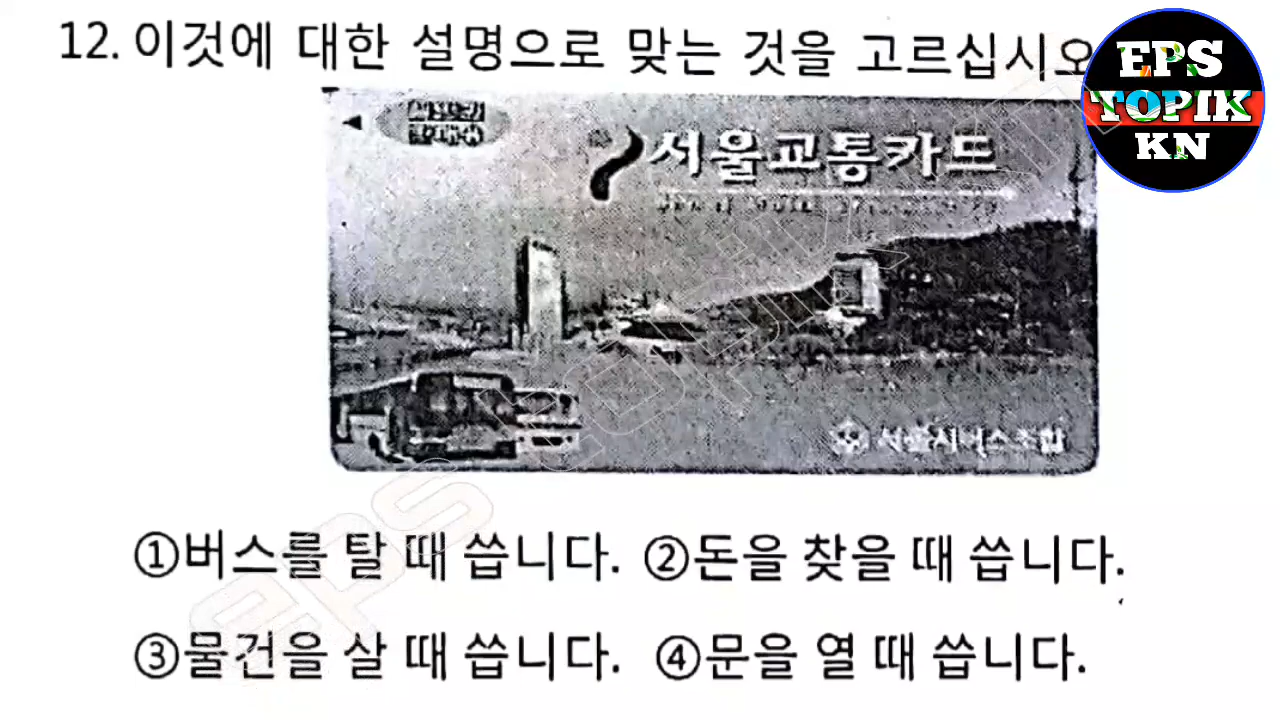 12. 이것에 대한 설명으로 맞는 것을 고르십시오
EPS
TOPIK
KN
서울교통카드
서울시버스조합
①버스를 탈 때 씁니다. ②돈을 찾을 때 씁니다.
③물건을 살 때 씁니다. ④문을 열 때 씁니다.